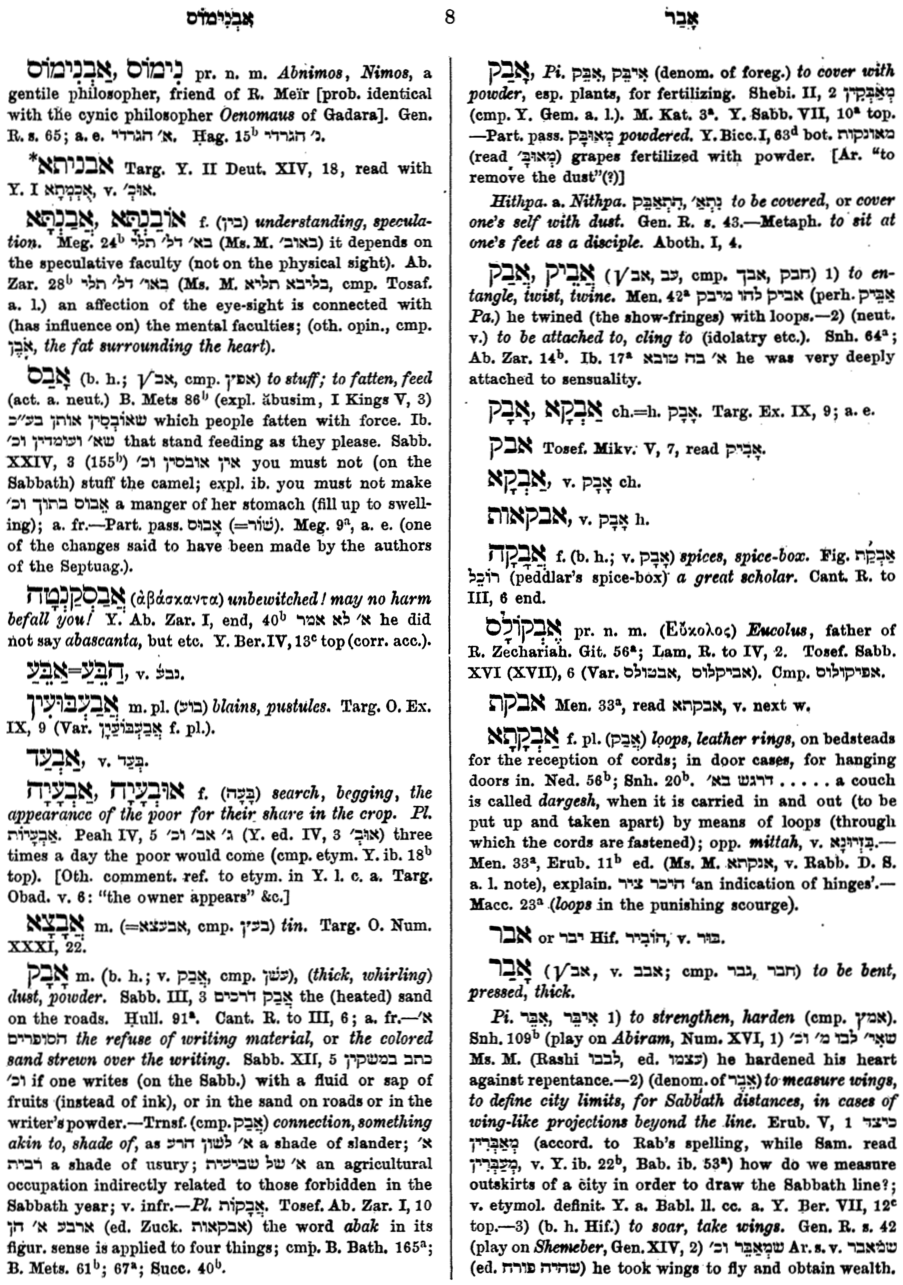 אבנימוס 8 אָבַר
אַבְנִימוֹס, נִימוֹס pr. n. m. Abnimos, Nimos, a
gentile philosopher, friend of R. Meïr [prob. identical
with the cynic philosopher Oenomaus of Gadara]. Gen.
R. s. 65; a. e. א׳ הגרדי. Ḥag. 15ᵇ נ׳ הגרדי.
*אבניתא Targ. Y. II Deut. XIV, 18, read with
Y. I אֻכְמְתָא, v. אוּכְ׳.
אֲבַנְתָּא, אוֹבַנְתָּא f. (בין) understanding, specula-
tion. Meg. 24ᵇ בא׳ דל׳ תלי (Ms. M. באוב׳) it depends on
the speculative faculty (not on the physical sight). Ab.
Zar. 28ᵇ באו׳ דל׳ תלי (Ms. M. בליבא תליא, cmp. Tosaf.
a. l.) an affection of the eye-sight is connected with
(has influence on) the mental faculties; (oth. opin., cmp.
אֹבֶן, the fat surrounding the heart).
אָבַס (b. h.; √אב, cmp. אפץ) to stuff; to fatten, feed
(act. a. neut.) B. Mets 86ᵇ (expl. ăbusim, I Kings V, 3)
שאוֹבְסִין אותן בע״כ which people fatten with force. Ib.
שא׳ ועומדין וכ׳ that stand feeding as they please. Sabb.
XXIV, 3 (155ᵇ) אין אובסין וכ׳ you must not (on the
Sabbath) stuff the camel; expl. ib. you must not make
אבוס בתוך וכ׳ a manger of her stomach (fill up to swell-
ing); a. fr.—Part. pass. אָבוּס (=שׁוֹר). Meg. 9ᵃ, a. e. (one
of the changes said to have been made by the authors
of the Septuag.).
אֲבַסְקַנְטָה (ἀβάσκαντα) unbewitched! may no harm
befall you! Y. Ab. Zar. I, end, 40ᵇ א׳ לא אמר he did
not say abascanta, but etc. Y. Ber. IV, 13ᶜ top (corr. acc.).
אַבַּע=חִבַּע, v. נבע.
אֲבַעְבּוּעִין m. pl. (בוע) blains, pustules. Targ. O. Ex.
IX, 9 (Var. אֲבַעְבּוּעְיָן f. pl.).
אַבְעַד, v. בְּעַד.
אֲבְעָיָה, אוּבְעָיָה f. (בָּעָה) search, begging, the
appearance of the poor for their share in the crop. Pl.
אַבְעָיוֹת. Peah IV, 5 ג׳ אב׳ וכ׳ (Y. ed. IV, 3 אוּבְ׳) three
times a day the poor would come (cmp. etym. Y. ib. 18ᵇ
top). [Oth. comment. ref. to etym. in Y. l. c. a. Targ.
Obad. v. 6: "the owner appears" &c.]
אֲבָצָא m. (=אבעצא, cmp. בעץ) tin. Targ. O. Num.
XXXI, 22.
אָבָק m. (b. h.; v. אָבַק, cmp. עשׁן), (thick, whirling)
dust, powder. Sabb. III, 3 אֲבַק דרכים the (heated) sand
on the roads. Ḥull. 91ᵃ. Cant. R. to III, 6; a. fr.—א׳
הסופרים the refuse of writing material, or the colored
sand strewn over the writing. Sabb. XII, 5 כתב במשקין
וכ׳ if one writes (on the Sabb.) with a fluid or sap of
fruits (instead of ink), or in the sand on roads or in the
writer's powder.—Trnsf. (cmp. אָבַק) connection, something
akin to, shade of, as א׳ לשון הרע a shade of slander; א׳
רבית a shade of usury; א׳ של שביעית an agricultural
occupation indirectly related to those forbidden in the
Sabbath year; v. infr.—Pl. אֲבָקוֹת. Tosef. Ab. Zar. I, 10
ארבע א׳ הן (ed. Zuck. אבקאות) the word abak in its
figur. sense is applied to four things; cmp. B. Bath. 165ᵃ;
B. Mets. 61ᵇ; 67ᵃ; Succ. 40ᵇ.
אָבַק, Pi. אִיבֵּק, אִבֵּק (denom. of foreg.) to cover with
powder, esp. plants, for fertilizing. Shebi. II, 2 מְאַבְּקִין
(cmp. Y. Gem. a. l.). M. Kat. 3ᵃ. Y. Sabb. VII, 10ᵃ top.
—Part. pass. מְאוּבָּק powdered. Y. Bicc. I, 63ᵈ bot. מאונקות
(read מְאוּבָּ׳) grapes fertilized with powder. [Ar. "to
remove the dust"(?)]
Hithpa. a. Nithpa. הִתְאַבֵּק, נִתְאַ׳ to be covered, or cover
one's self with dust. Gen. R. s. 43.—Metaph. to sit at
one's feet as a disciple. Aboth. I, 4.
אֲבַק, אֲבֵיק (√אב, עב, cmp. חבק, אבך) 1) to en-
tangle, twist, twine. Men. 42ᵃ אביק להו מיבק (perh. אַבֵּיק
Pa.) he twined (the show-fringes) with loops.—2) (neut.
v.) to be attached to, cling to (idolatry etc.). Snh. 64ᵃ;
Ab. Zar. 14ᵇ. Ib. 17ᵃ א׳ בה טובא he was very deeply
attached to sensuality.
אָבָק, אַבְקָא ch.=h. אָבָק. Targ. Ex. IX, 9; a. e.
אבק Tosef. Mikv. V, 7, read אָבִיק.
אַבְקָא, v. אָבָק ch.
אבקאות, v. אָבָק h.
אֲבָקָה f. (b. h.; v. אָבָק) spices, spice-box. Fig. אַבְקַת
רוֹכֵל (peddlar's spice-box) a great scholar. Cant. R. to
III, 6 end.
אֶבְקוֹלָס pr. n. m. (Εὔκολος) Eucolus, father of
R. Zechariah. Git. 56ᵃ; Lam. R. to IV, 2. Tosef. Sabb.
XVI (XVII), 6 (Var. אבטולס, אביקלוס). Cmp. אפיקולוס.
אבקת Men. 33ᵃ, read אבקתא, v. next w.
אַבְקָתָא f. pl. (אֲבַק) loops, leather rings, on bedsteads
for the reception of cords; in door cases, for hanging
doors in. Ned. 56ᵇ; Snh. 20ᵇ. דרגש בא׳ ..... a couch
is called dargesh, when it is carried in and out (to be
put up and taken apart) by means of loops (through
which the cords are fastened); opp. mittah, v. בִּזְיוּנָא.—
Men. 33ᵃ, Erub. 11ᵇ ed. (Ms. M. אנקתא, v. Rabb. D. S.
a. l. note), explain. היכר ציר 'an indication of hinges'.—
Macc. 23ᵃ (loops in the punishing scourge).
אבר or יבר Hif. הוֹבִיר, v. בּוּר.
אָבַר (√אב, v. אבב; cmp. גבר, חבר) to be bent,
pressed, thick.
Pi. אִיבֵּר, אִבֵּר 1) to strengthen, harden (cmp. אמץ).
Snh. 109ᵇ (play on Abiram, Num. XVI, 1) שאי׳ לבו מ׳ וכ׳
Ms. M. (Rashi לבבו, ed. עצמו) he hardened his heart
against repentance.—2) (denom. of אֵבֶר) to measure wings,
to define city limits, for Sabbath distances, in cases of
wing-like projections beyond the line. Erub. V, 1 כיצד
מְאַבְּרִין (accord. to Rab's spelling, while Sam. read
מְעַבְּרִין, v. Y. ib. 22ᵇ, Bab. ib. 53ᵃ) how do we measure
outskirts of a city in order to draw the Sabbath line?;
v. etymol. definit. Y. a. Babl. ll. cc. a. Y. Ber. VII, 12ᶜ
top.—3) (b. h. Hif.) to soar, take wings. Gen. R. s. 42
(play on Shemeber, Gen. XIV, 2) שמְאַבֵּר וכ׳ Ar. s. v. שמאבר
(ed. שהיה פורח) he took wings to fly and obtain wealth.